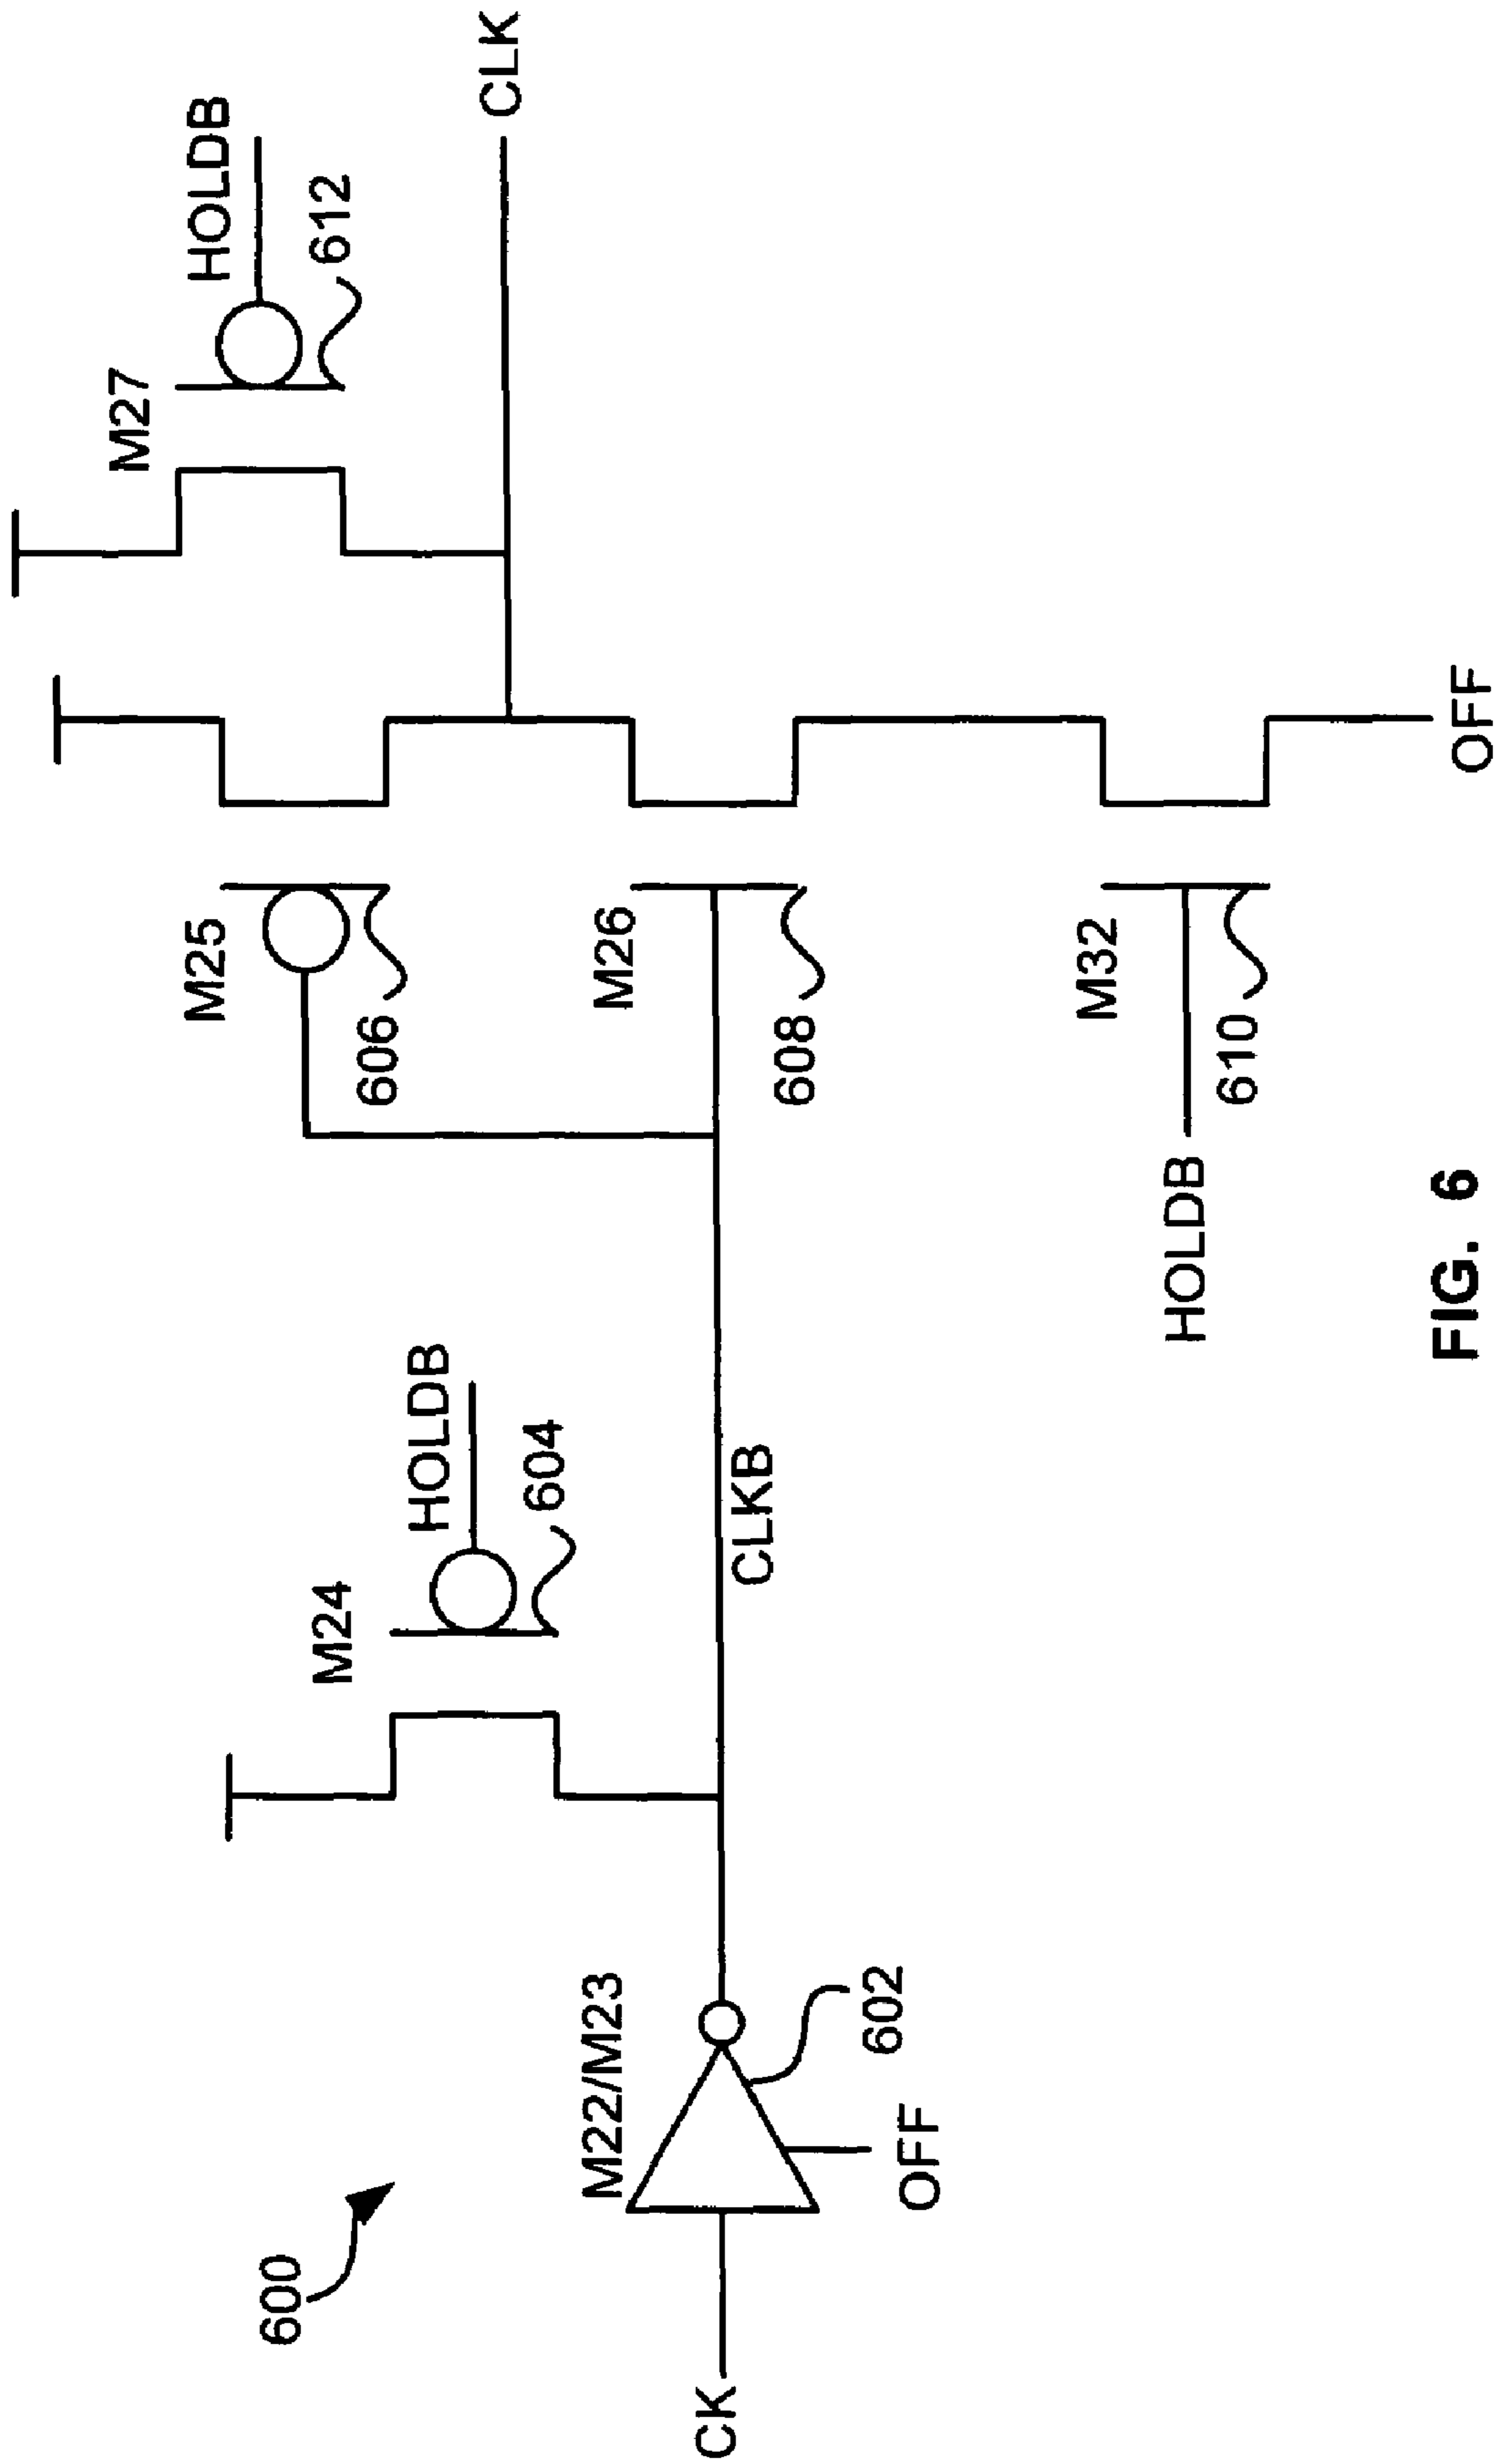 600
CK
M22/M23
602
OFF
M24
HOLDB
604
CLKB
M25
606
M26
608
M32
610
HOLDB
OFF
M27
HOLDB
612
CLK
FIG. 6